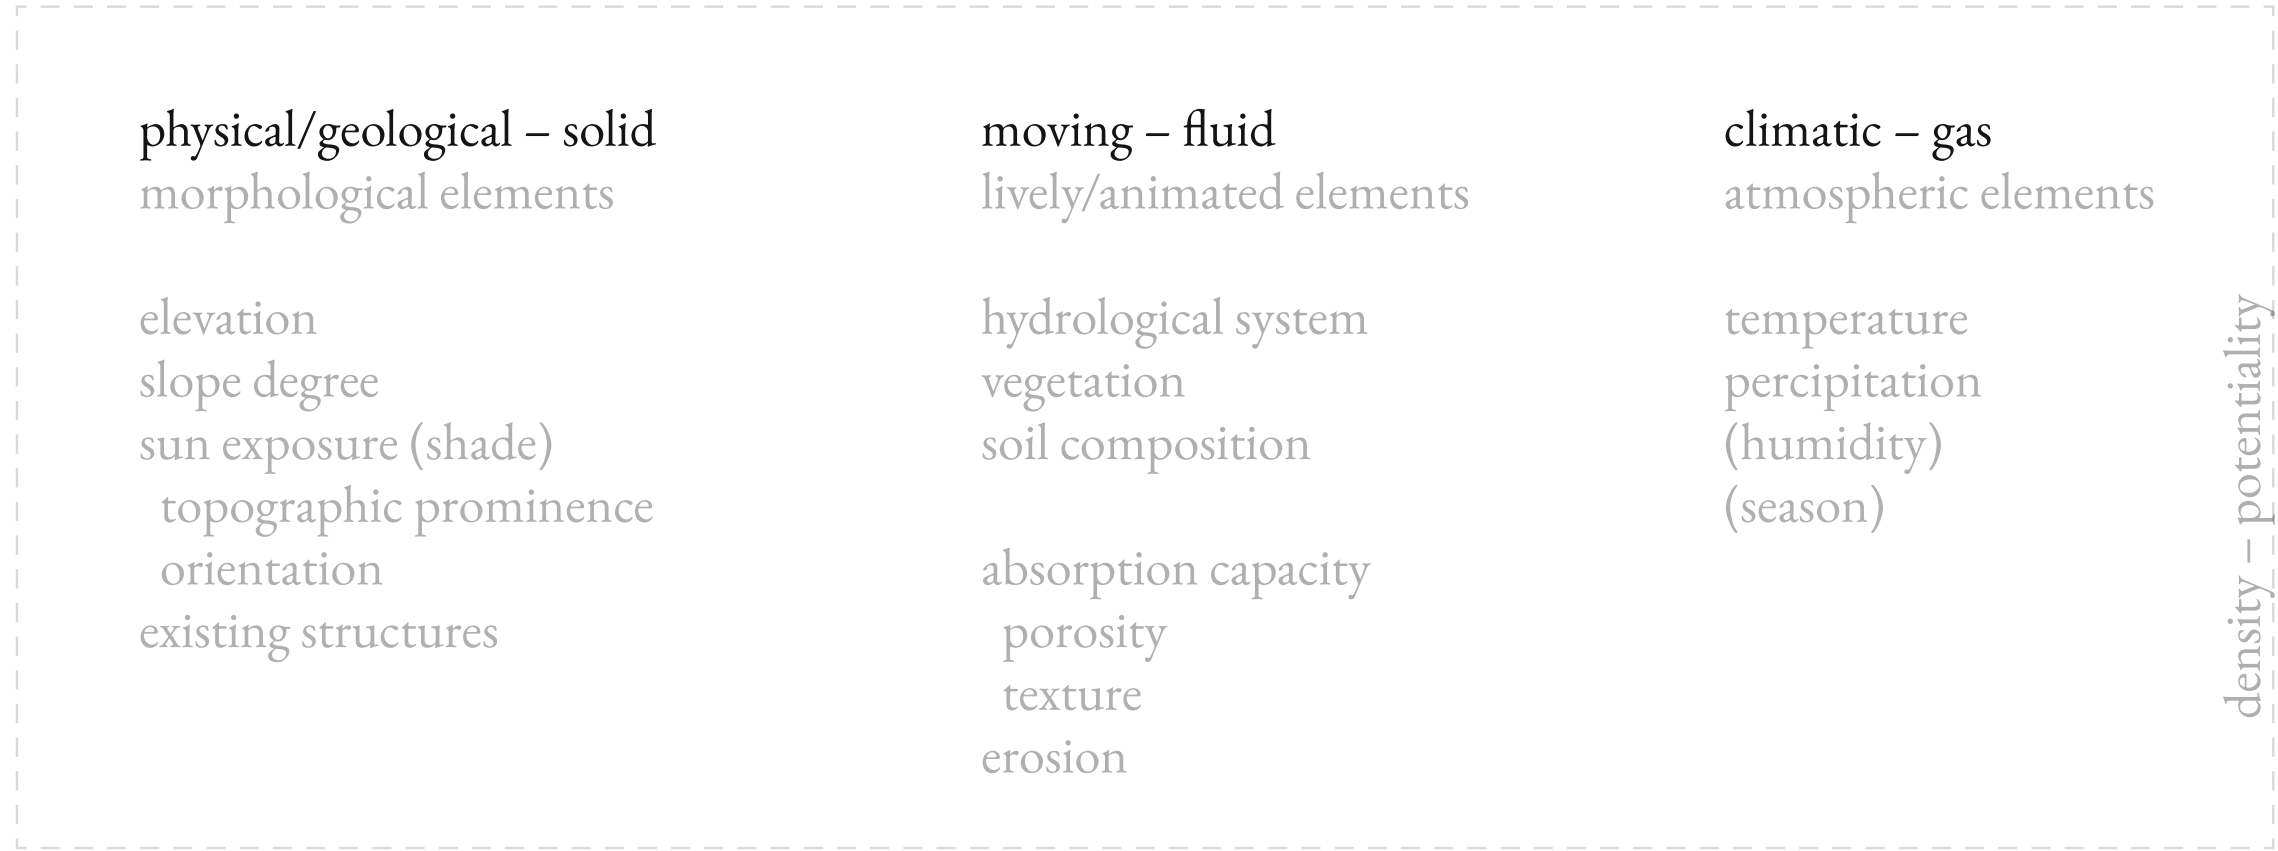 physical/geological – solid
morphological elements
elevation
slope degree
sun exposure (shade)
topographic prominence
orientation
existing structures
moving – fluid
lively/animated elements
hydrological system
vegetation
soil composition
absorption capacity
porosity
texture
erosion
climatic – gas
atmospheric elements
temperature
percipitation
(humidity)
(season)
density – potentiality